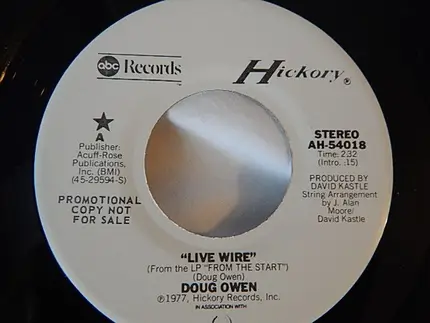 abc Records
Hickory®
★
A
Publisher:
Acuff-Rose
Publications,
Inc. (BMI)
(45-29594-S)
PROMOTIONAL
COPY NOT
FOR SALE
STEREO
AH-54018
Time: 2:32
(Intro. :15)
PRODUCED BY
DAVID KASTLE
String Arrangement
by J. Alan
Moore/
David Kastle
"LIVE WIRE"
(From the LP "FROM THE START")
(Doug Owen)
DOUG OWEN
℗1977, Hickory Records, Inc.
IN ASSOCIATION WITH